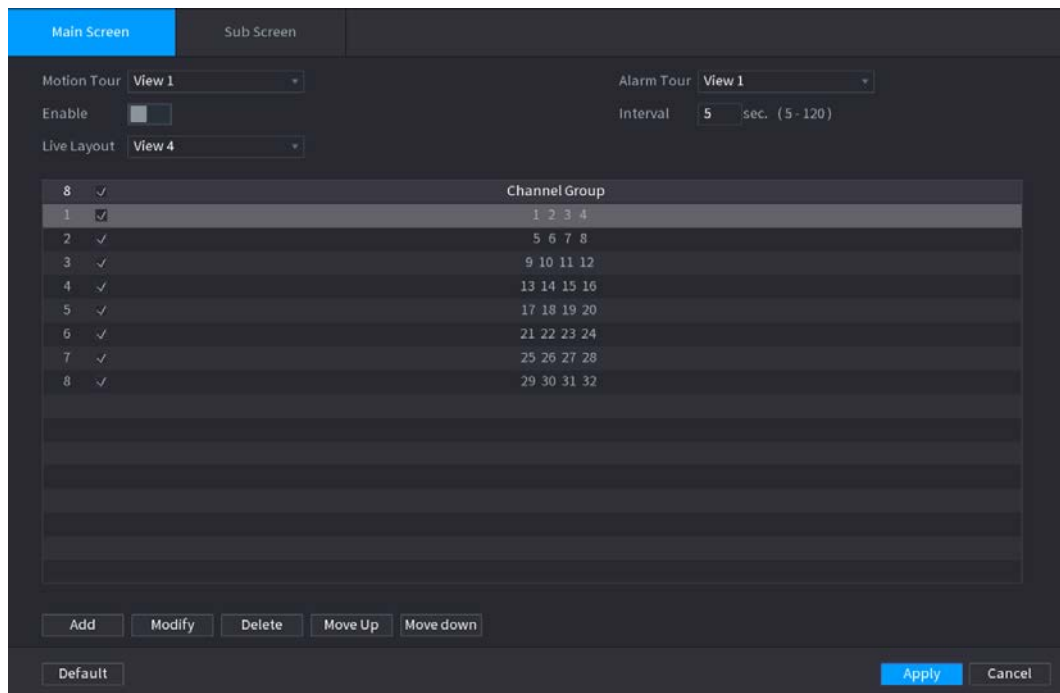 Main Screen Sub Screen
Motion Tour View 1 Alarm Tour View 1
Enable Interval 5 sec. (5-120)
Live Layout View 4
8 Channel Group
1 1 2 3 4
2 5 6 7 8
3 9 10 11 12
4 13 14 15 16
5 17 18 19 20
6 21 22 23 24
7 25 26 27 28
8 29 30 31 32
Add Modify Delete Move Up Move down
Default Apply Cancel